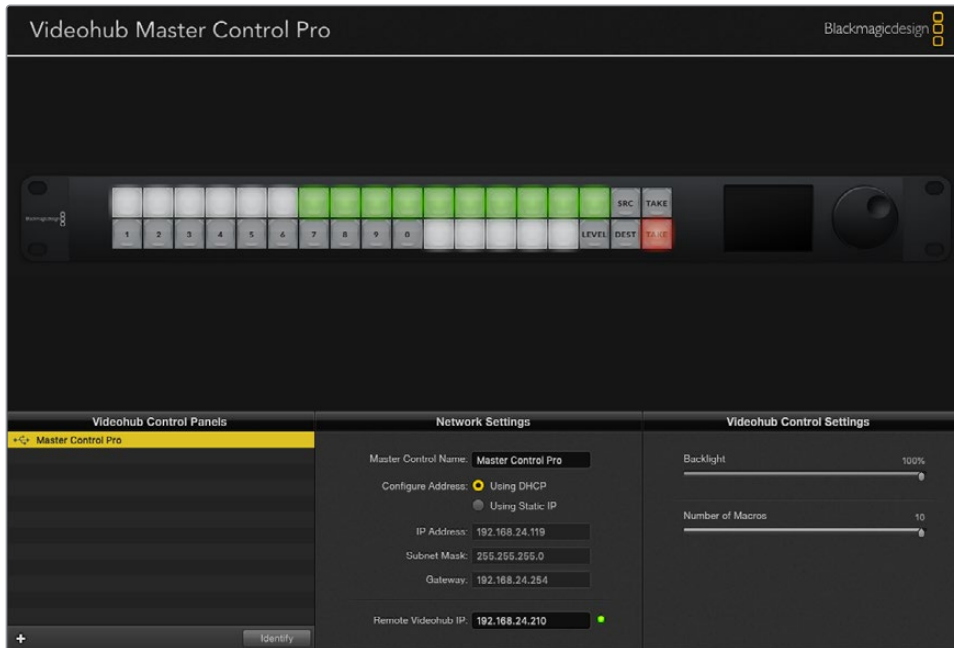 Videohub Master Control Pro
Blackmagicdesign
SRC TAKE
1 2 3 4 5 6 7 8 9 0 LEVEL DEST TAKE
Videohub Control Panels
Master Control Pro
Identify
Network Settings
Master Control Name: Master Control Pro
Configure Address: Using DHCP
Using Static IP
IP Address: 192.168.24.119
Subnet Mask: 255.255.255.0
Gateway: 192.168.24.254
Remote Videohub IP: 192.168.24.210
Videohub Control Settings
Backlight 100%
Number of Macros 10